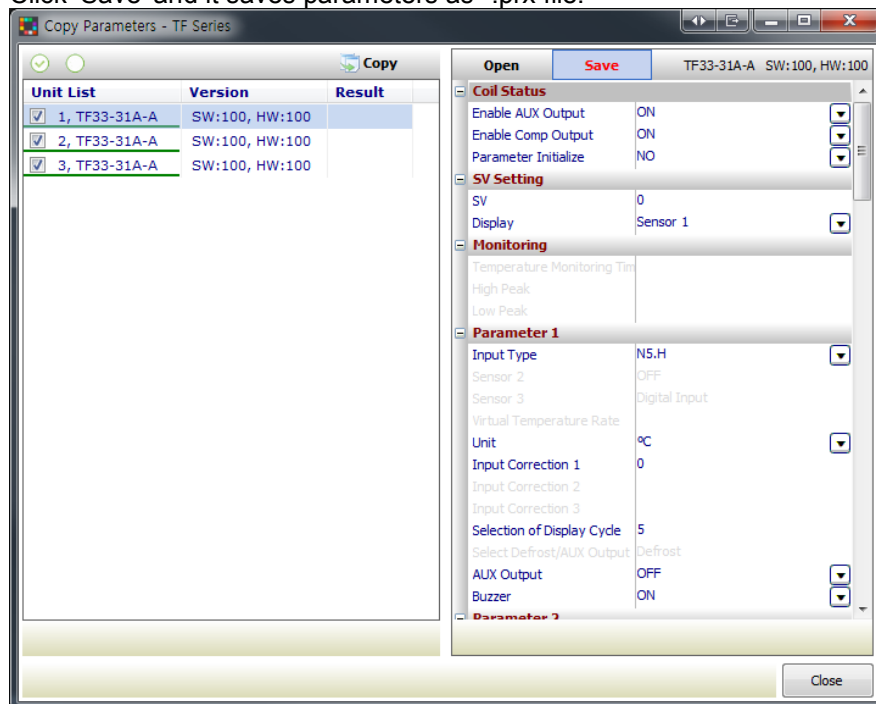 Click 'Save' and it saves parameters as *.prx file.
Copy Parameters - TF Series
Copy
Unit List Version Result
1, TF33-31A-A SW:100, HW:100
2, TF33-31A-A SW:100, HW:100
3, TF33-31A-A SW:100, HW:100
Open Save TF33-31A-A SW:100, HW:100
Coil Status
Enable AUX Output ON
Enable Comp Output ON
Parameter Initialize NO
SV Setting
SV 0
Display Sensor 1
Monitoring
Temperature Monitoring Tim
High Peak
Low Peak
Parameter 1
Input Type N5.H
Sensor 2 OFF
Sensor 3 Digital Input
Virtual Temperature Rate
Unit ºC
Input Correction 1 0
Input Correction 2
Input Correction 3
Selection of Display Cycle 5
Select Defrost/AUX Output Defrost
AUX Output OFF
Buzzer ON
Parameter 2
Close